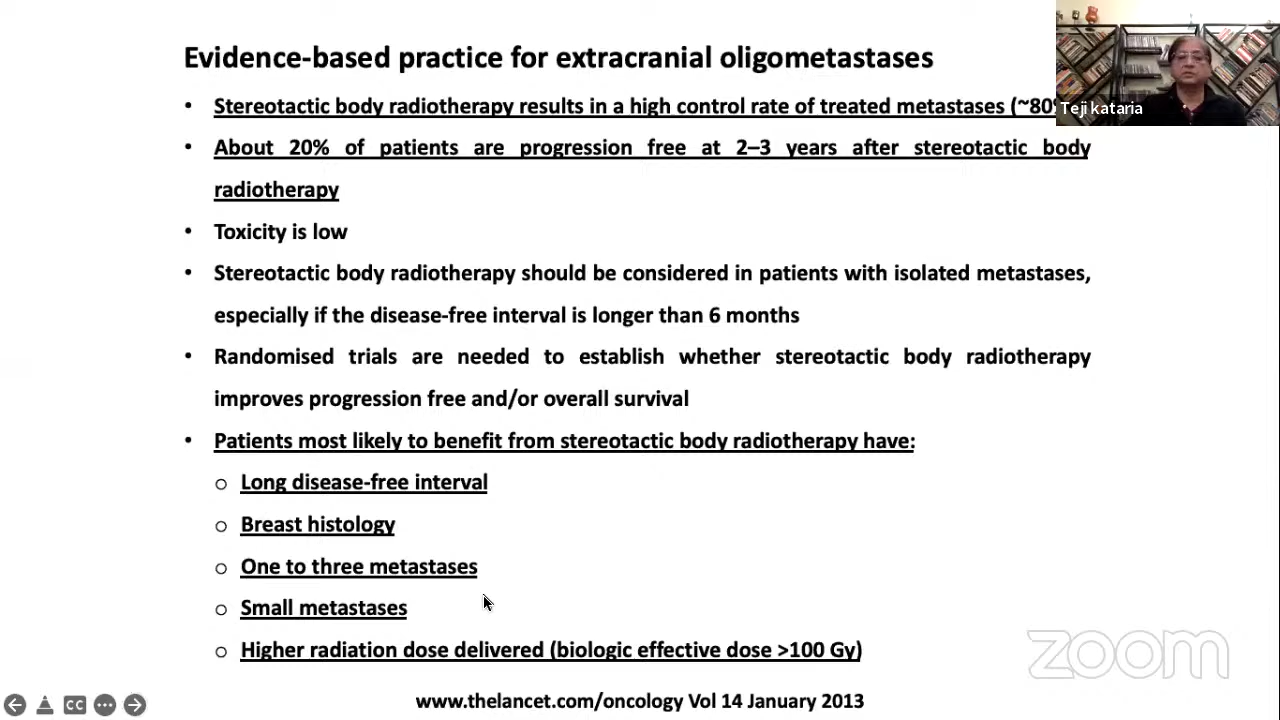 Evidence-based practice for extracranial oligometastases
• Stereotactic body radiotherapy results in a high control rate of treated metastases (~80
Teji kataria
• About 20% of patients are progression free at 2–3 years after stereotactic body
radiotherapy
• Toxicity is low
• Stereotactic body radiotherapy should be considered in patients with isolated metastases,
especially if the disease-free interval is longer than 6 months
• Randomised trials are needed to establish whether stereotactic body radiotherapy
improves progression free and/or overall survival
• Patients most likely to benefit from stereotactic body radiotherapy have:
o Long disease-free interval
o Breast histology
o One to three metastases
o Small metastases
o Higher radiation dose delivered (biologic effective dose >100 Gy)
zoom
CC
www.thelancet.com/oncology Vol 14 January 2013